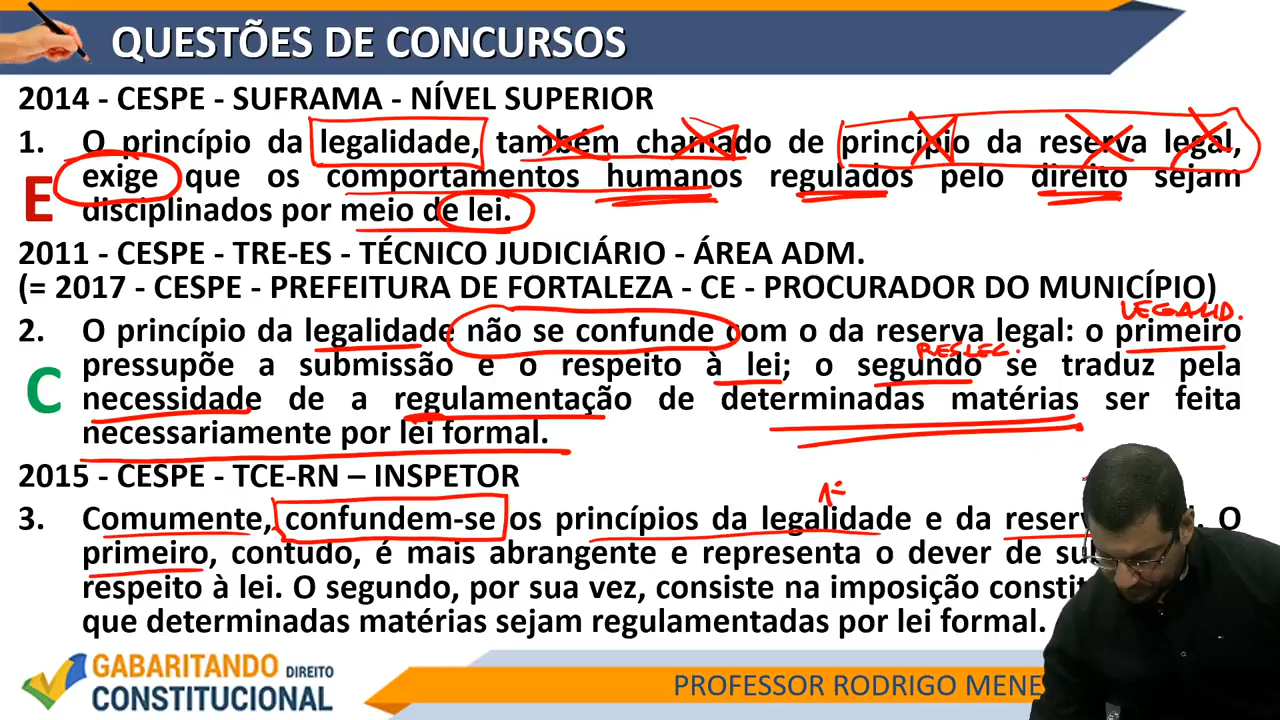 QUESTÕES DE CONCURSOS
2014 - CESPE - SUFRAMA - NÍVEL SUPERIOR
1. O princípio da legalidade, também chamado de princípio da reserva legal,
exige que os comportamentos humanos regulados pelo direito sejam
E
disciplinados por meio de lei.
2011 - CESPE - TRE-ES - TÉCNICO JUDICIÁRIO - ÁREA ADM.
(= 2017 - CESPE - PREFEITURA DE FORTALEZA - CE - PROCURADOR DO MUNICÍPIO)
LEGALID.
2. O princípio da legalidade não se confunde com o da reserva legal: o primeiro
RES LEG.
pressupõe a submissão e o respeito à lei; o segundo se traduz pela
C
necessidade de a regulamentação de determinadas matérias ser feita
necessariamente por lei formal.
2015 - CESPE - TCE-RN – INSPETOR
1º
3. Comumente, confundem-se os princípios da legalidade e da O
primeiro, contudo, é mais abrangente e representa o dever de
respeito à lei. O segundo, por sua vez, consiste na imposição
que determinadas matérias sejam regulamentadas por lei formal.
GABARITANDO DIREITO
CONSTITUCIONAL
PROFESSOR RODRIGO